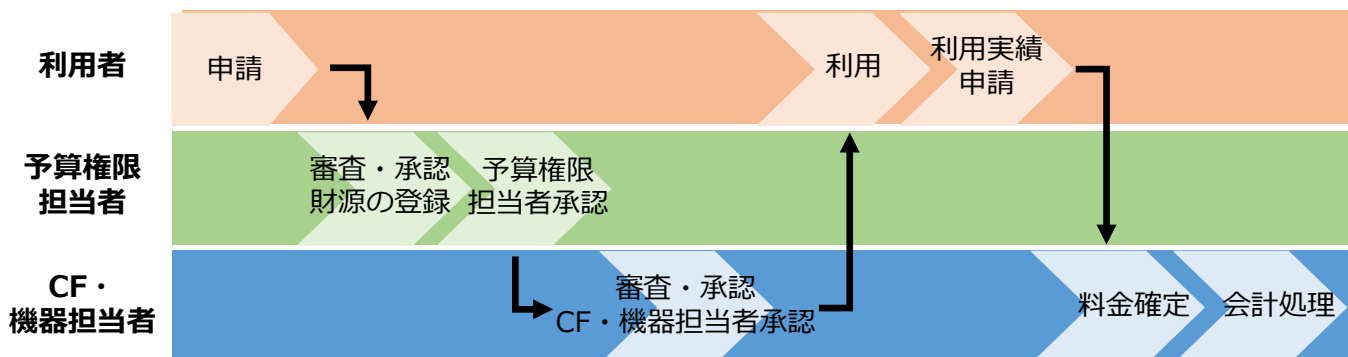 利用者
申請
利用
利用実績
申請
予算権限
担当者
審査・承認
財源の登録
予算権限
担当者承認
CF・
機器担当者
審査・承認
CF・機器担当者承認
料金確定
会計処理